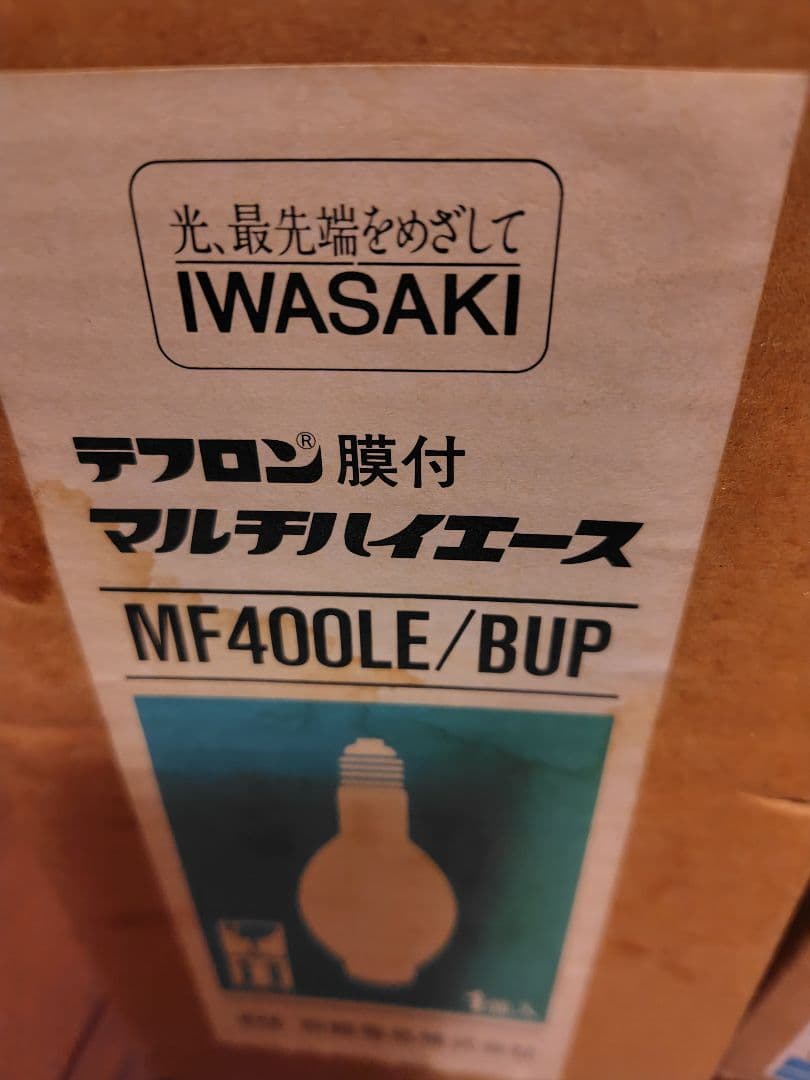 光、最先端をめざして
IWASAKI
テフロン® 膜付
マルチハイエース
MF400LE/BUP
1個入